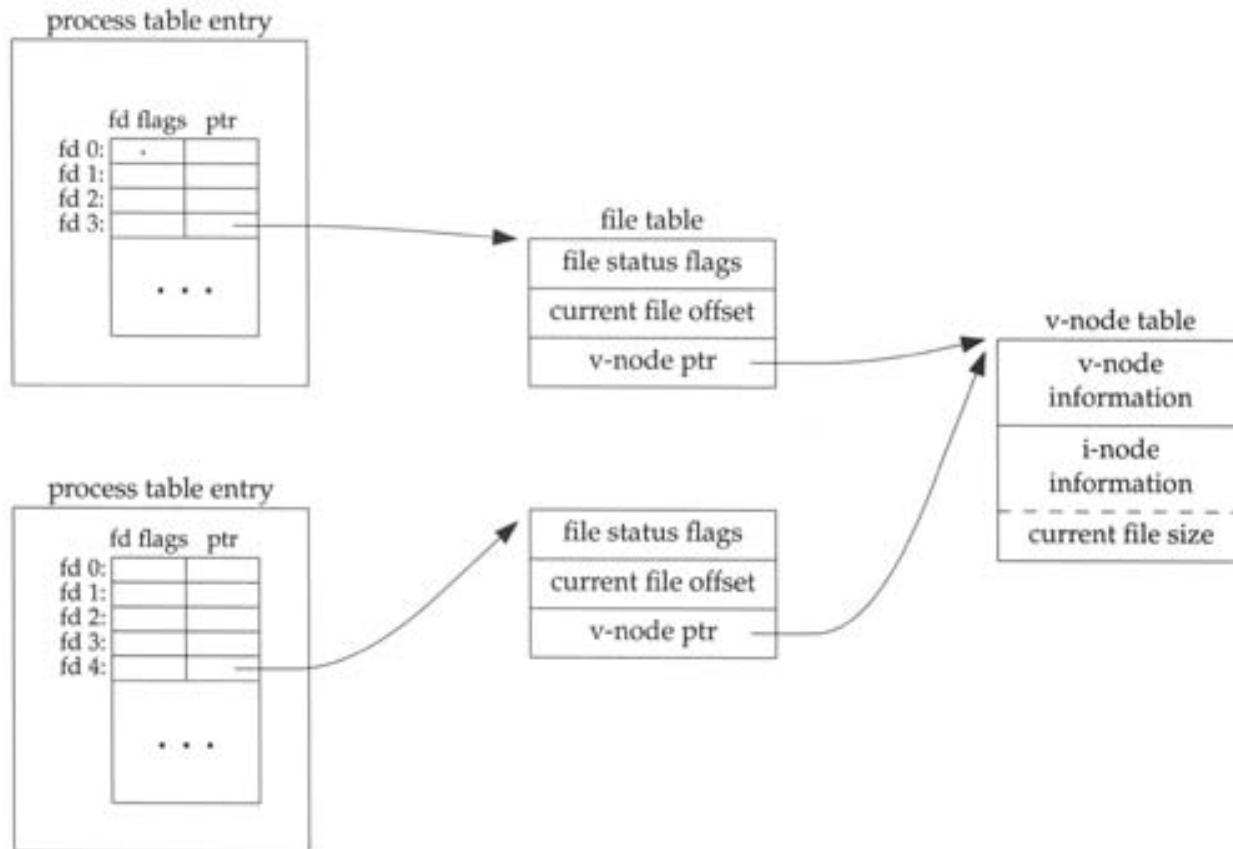 process table entry
fd flags ptr
fd 0:
fd 1:
fd 2:
fd 3:
. . .
file table
file status flags
current file offset
v-node ptr
v-node table
v-node
information
i-node
information
current file size
process table entry
fd flags ptr
fd 0:
fd 1:
fd 2:
fd 3:
fd 4:
. . .
file status flags
current file offset
v-node ptr